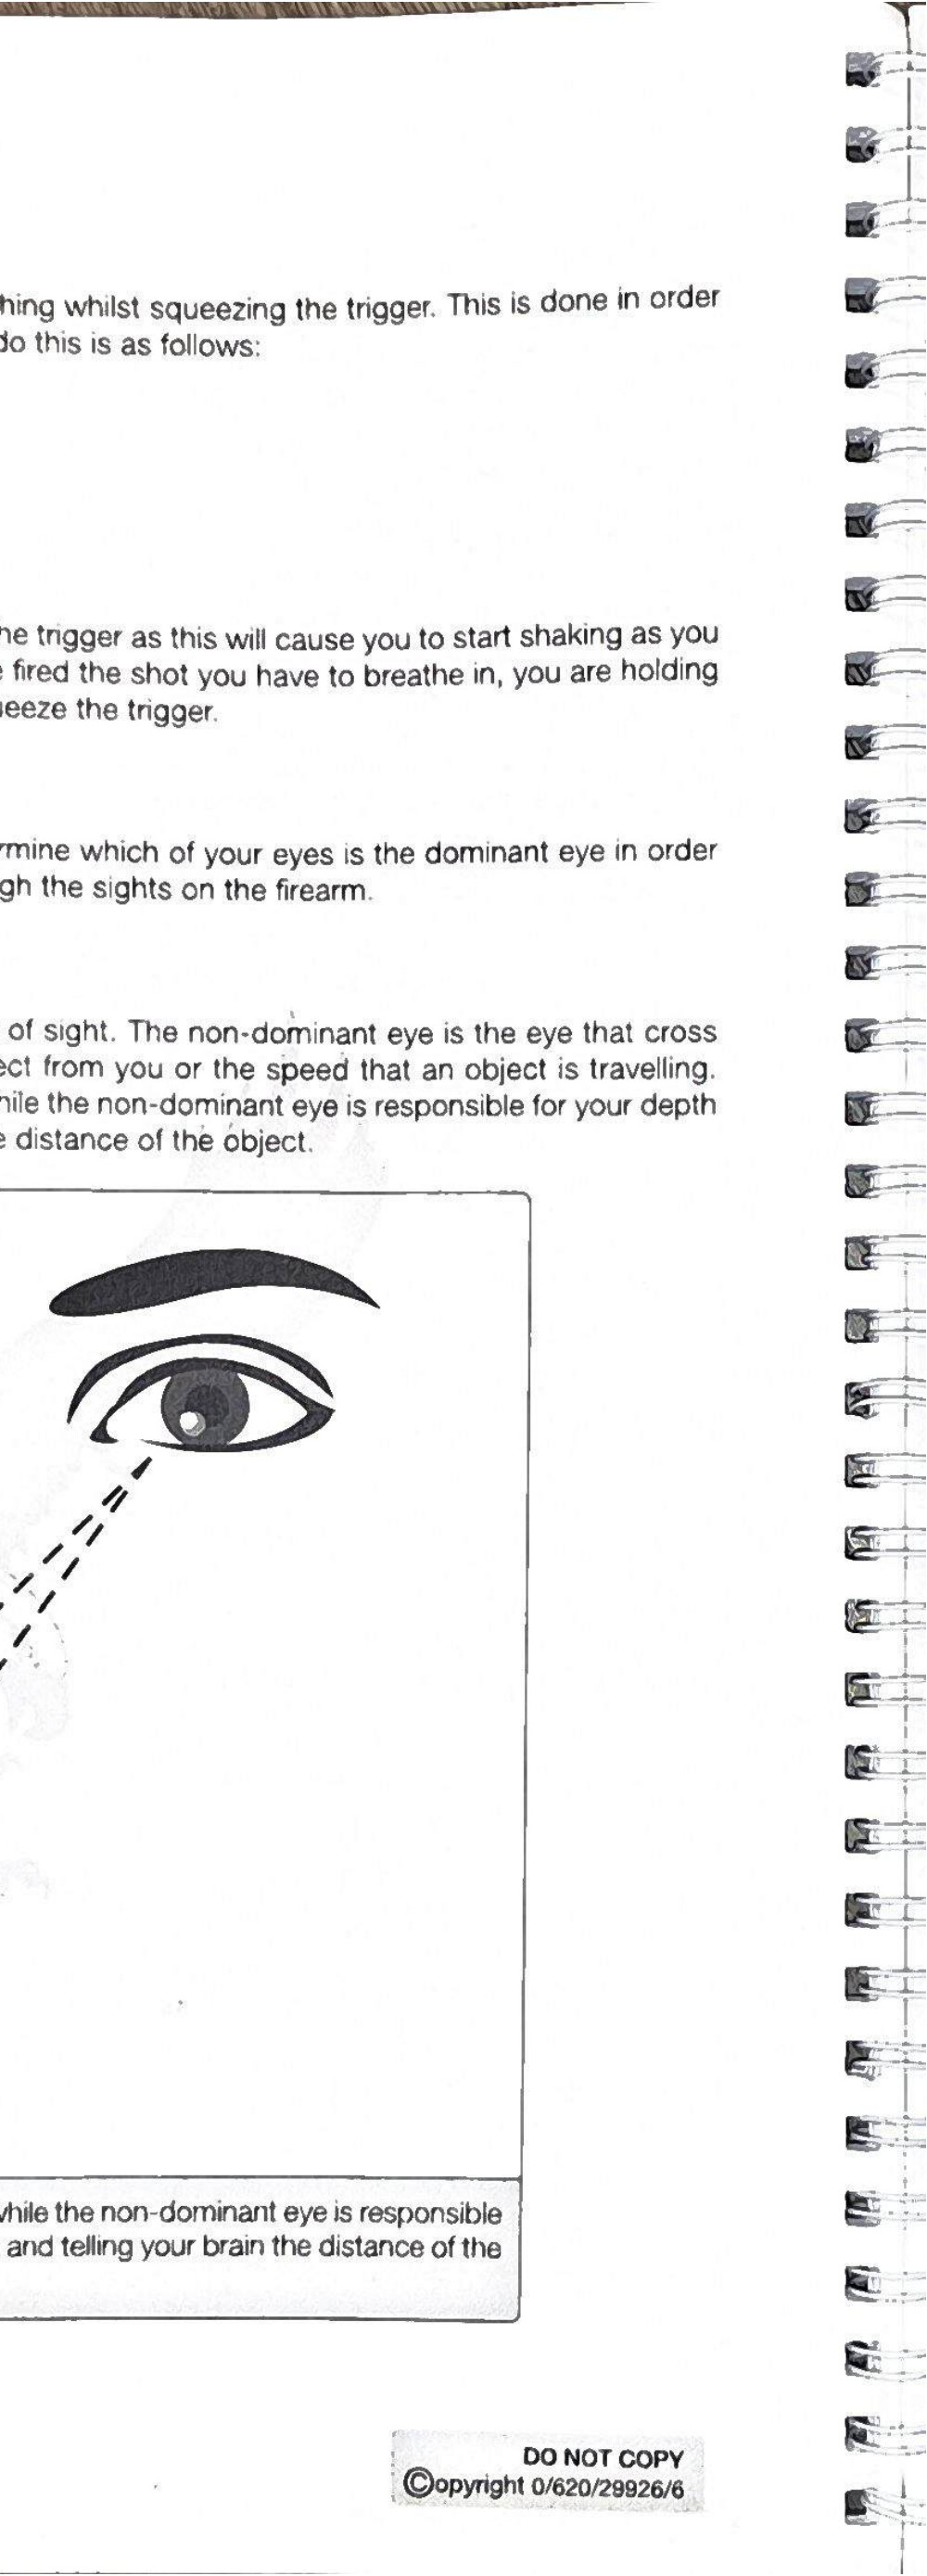 hing whilst squeezing the trigger. This is done in order
do this is as follows:
he trigger as this will cause you to start shaking as you
e fired the shot you have to breathe in, you are holding
ueeze the trigger.
rmine which of your eyes is the dominant eye in order
gh the sights on the firearm.
of sight. The non-dominant eye is the eye that cross
ect from you or the speed that an object is travelling.
hile the non-dominant eye is responsible for your depth
e distance of the object.
while the non-dominant eye is responsible
and telling your brain the distance of the
DO NOT COPY
©opyright 0/620/29926/6